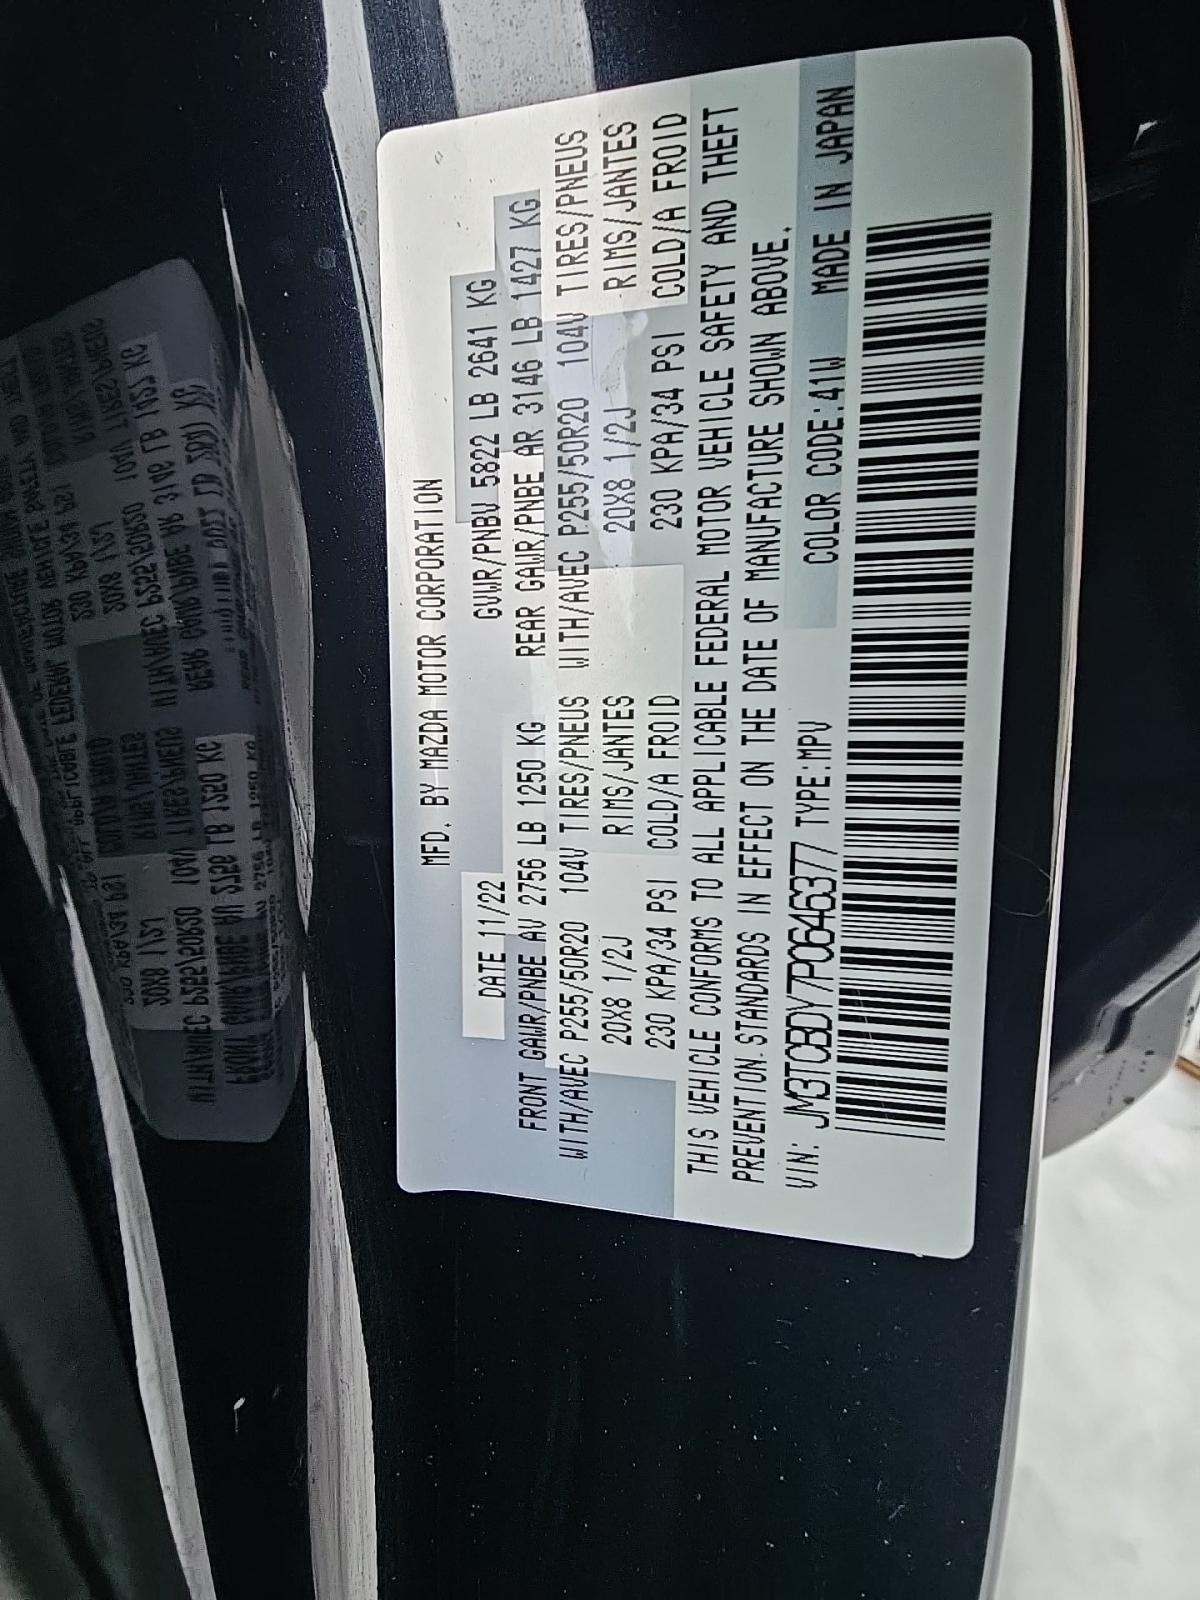 MFD. BY MAZDA MOTOR CORPORATION
DATE 11/22 GVWR/PNBV 5822 LB 2641 KG
FRONT GAWR/PNBE AV 2756 LB 1250 KG REAR GAWR/PNBE AR 3146 LB 1427 KG
WITH/AVEC P255/50R20 104V TIRES/PNEUS WITH/AVEC P255/50R20 104V TIRES/PNEUS
20X8 1/2J RIMS/JANTES 20X8 1/2J RIMS/JANTES
230 KPA/34 PSI COLD/A FROID 230 KPA/34 PSI COLD/A FROID
THIS VEHICLE CONFORMS TO ALL APPLICABLE FEDERAL MOTOR VEHICLE SAFETY AND THEFT
PREVENTION STANDARDS IN EFFECT ON THE DATE OF MANUFACTURE SHOWN ABOVE.
VIN: JM3TCBDY7P0646377 TYPE:MPV COLOR CODE:41W MADE IN JAPAN